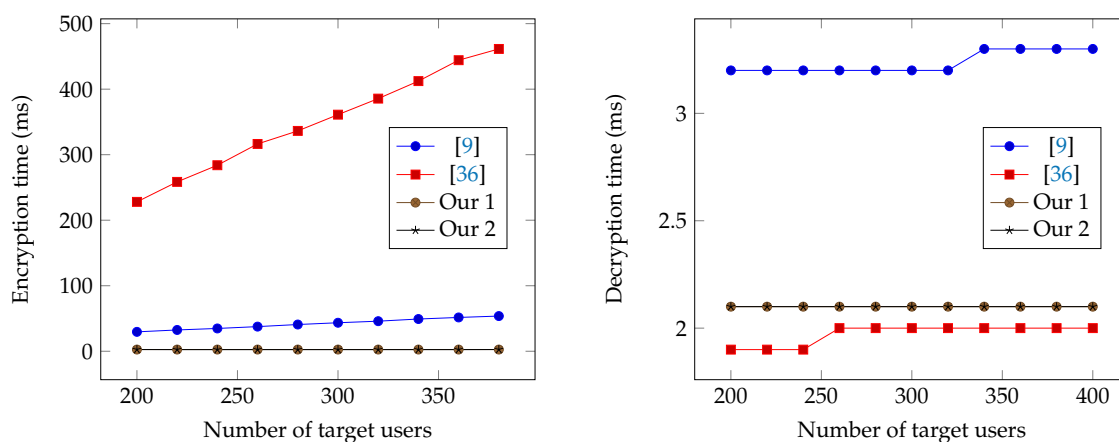 500
400
300
200
100
0
Encryption time (ms)
[9]
[36]
Our 1
Our 2
200
250
300
350
Number of target users
3
2.5
2
Decryption time (ms)
[9]
[36]
Our 1
Our 2
200
250
300
350
400
Number of target users